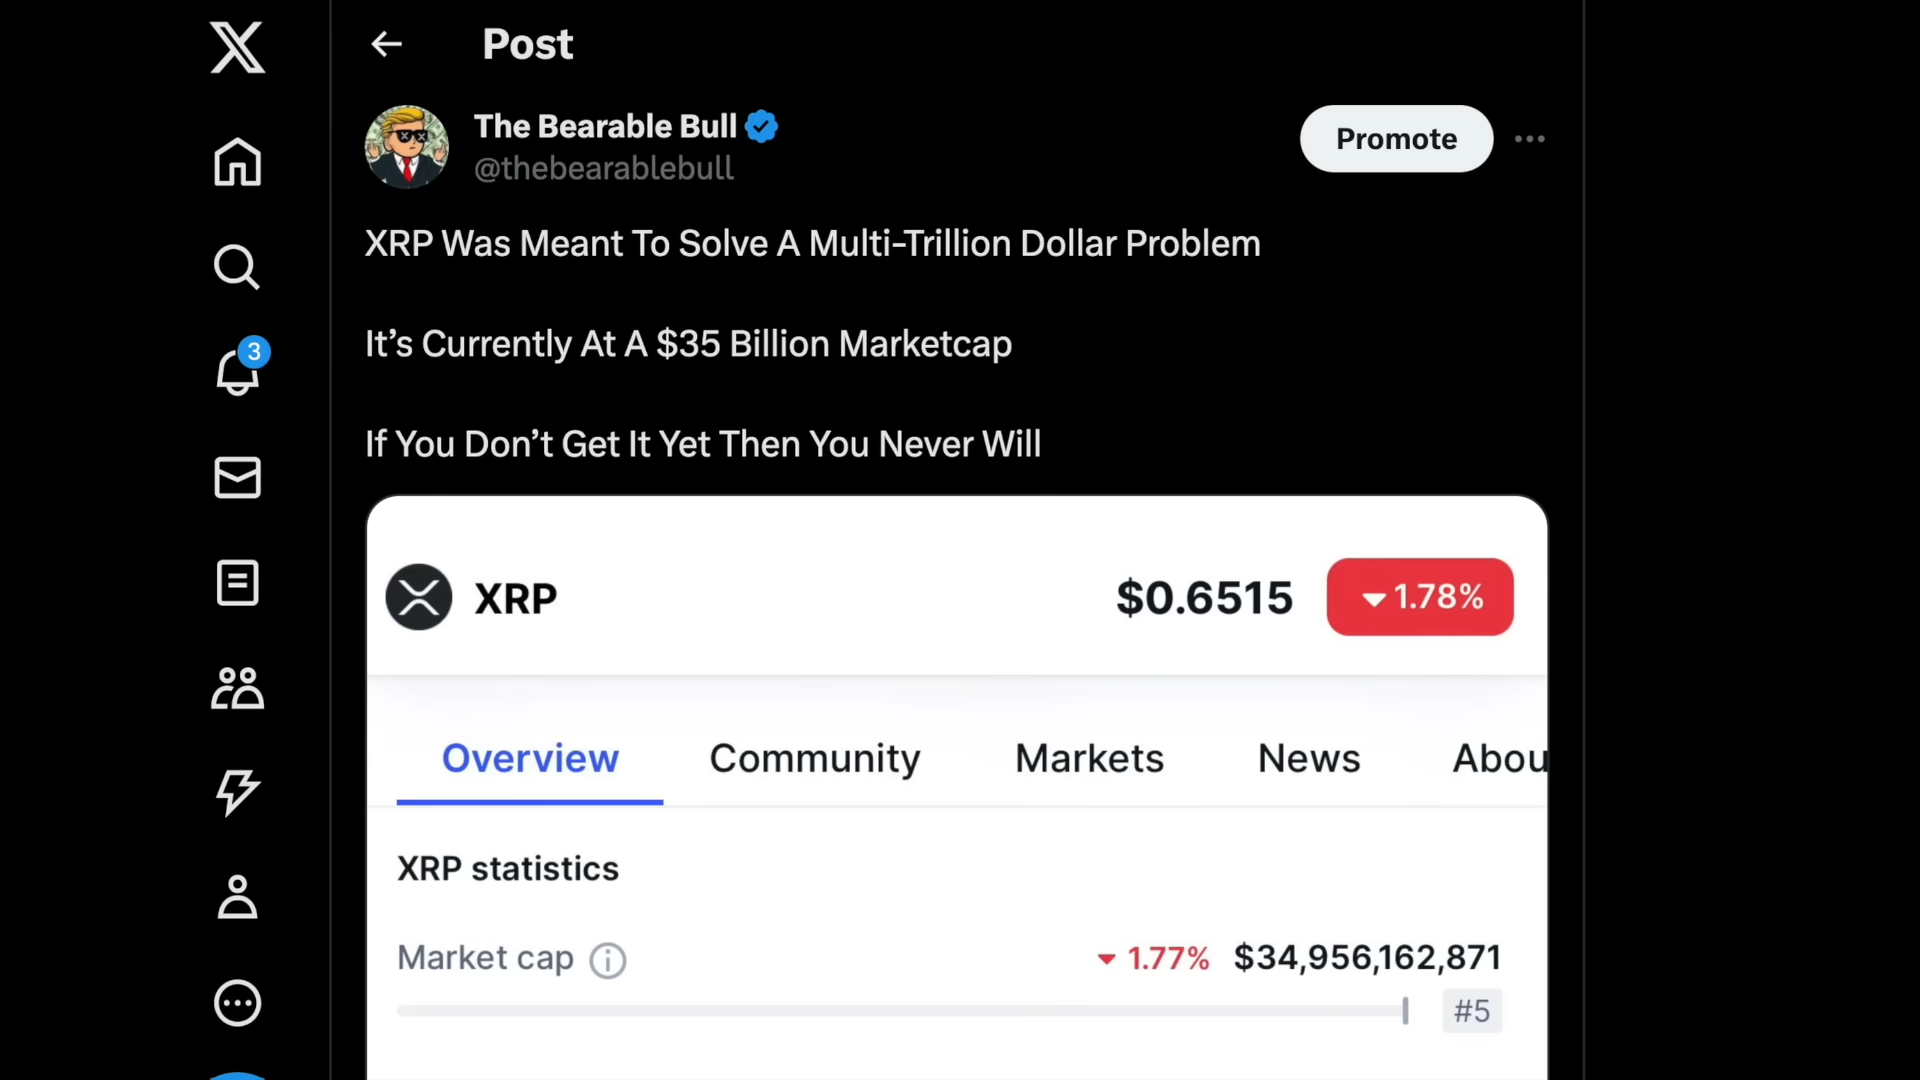 Post
The Bearable Bull
@thebearablebull
Promote
XRP Was Meant To Solve A Multi-Trillion Dollar Problem
It’s Currently At A $35 Billion Marketcap
If You Don’t Get It Yet Then You Never Will
3
XRP $0.6515 1.78%
Overview Community Markets News Abou
XRP statistics
Market cap 1.77% $34,956,162,871
#5